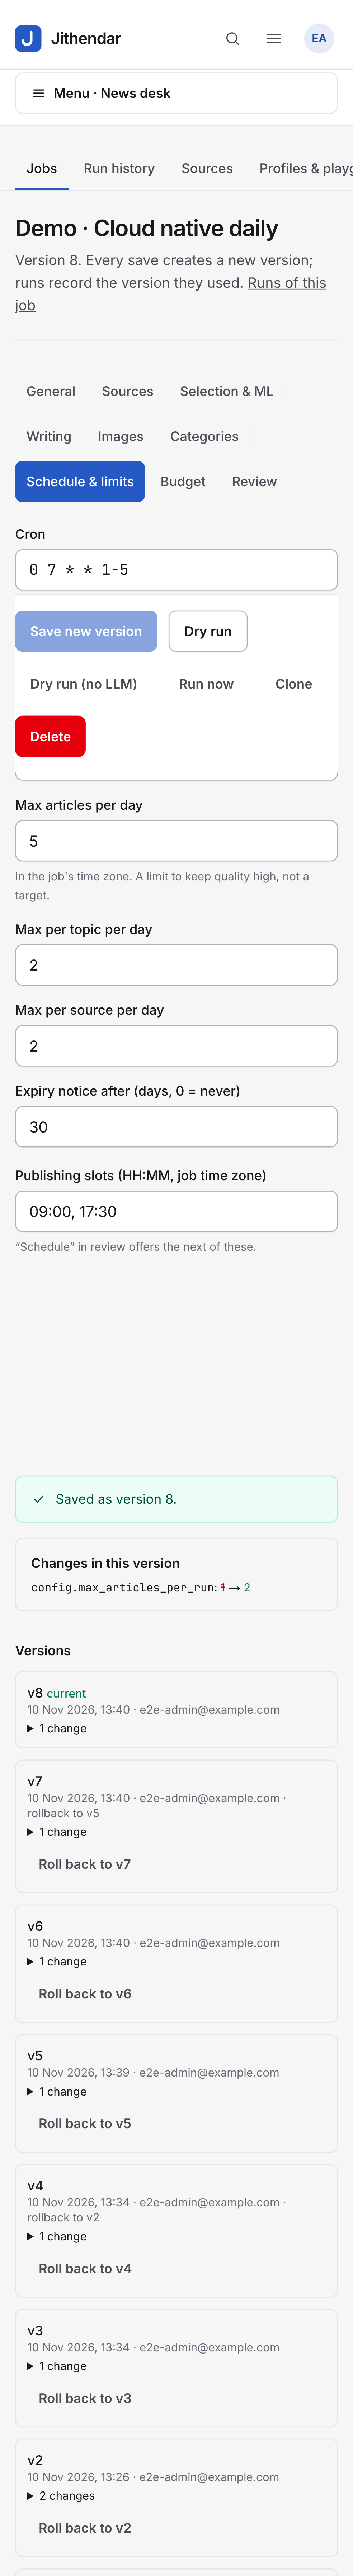 J Jithendar EA
Menu · News desk
Jobs Run history Sources Profiles & playg
Demo · Cloud native daily
Version 8. Every save creates a new version;
runs record the version they used. Runs of this
job
General Sources Selection & ML
Writing Images Categories
Schedule & limits Budget Review
Cron
0 7 * * 1-5
Save new version Dry run
Dry run (no LLM) Run now Clone
Delete
Max articles per day
5
In the job's time zone. A limit to keep quality high, not a
target.
Max per topic per day
2
Max per source per day
2
Expiry notice after (days, 0 = never)
30
Publishing slots (HH:MM, job time zone)
09:00, 17:30
“Schedule” in review offers the next of these.
Saved as version 8.
Changes in this version
config.max_articles_per_run: 1 → 2
Versions
v8 current
10 Nov 2026, 13:40 · e2e-admin@example.com
1 change
v7
10 Nov 2026, 13:40 · e2e-admin@example.com ·
rollback to v5
1 change
Roll back to v7
v6
10 Nov 2026, 13:40 · e2e-admin@example.com
1 change
Roll back to v6
v5
10 Nov 2026, 13:39 · e2e-admin@example.com
1 change
Roll back to v5
v4
10 Nov 2026, 13:34 · e2e-admin@example.com ·
rollback to v2
1 change
Roll back to v4
v3
10 Nov 2026, 13:34 · e2e-admin@example.com
1 change
Roll back to v3
v2
10 Nov 2026, 13:26 · e2e-admin@example.com
2 changes
Roll back to v2